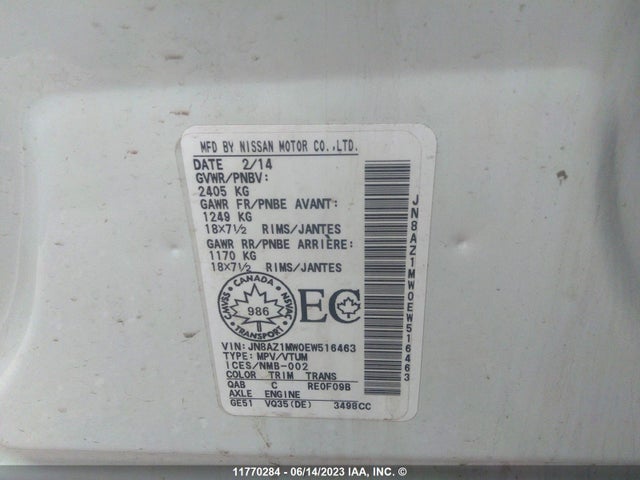 MFD BY NISSAN MOTOR CO.,LTD.
DATE 2/14
GVWR/PNBV:
2405 KG
GAWR FR/PNBE AVANT:
1249 KG
18×7½ RIMS/JANTES
GAWR RR/PNBE ARRIÈRE:
1170 KG
18×7½ RIMS/JANTES
CANADA
986
TRANSPORT
CMVSS
NSVAC
EC
VIN: JN8AZ1MW0EW516463
TYPE: MPV/VTUM
ICES/NMB-002
COLOR TRIM TRANS
QAB C RE0F09B
AXLE ENGINE
GE51 VQ35(DE) 3498CC
JN8AZ1MW0EW516463
11770284 - 06/14/2023 IAA, INC. ©